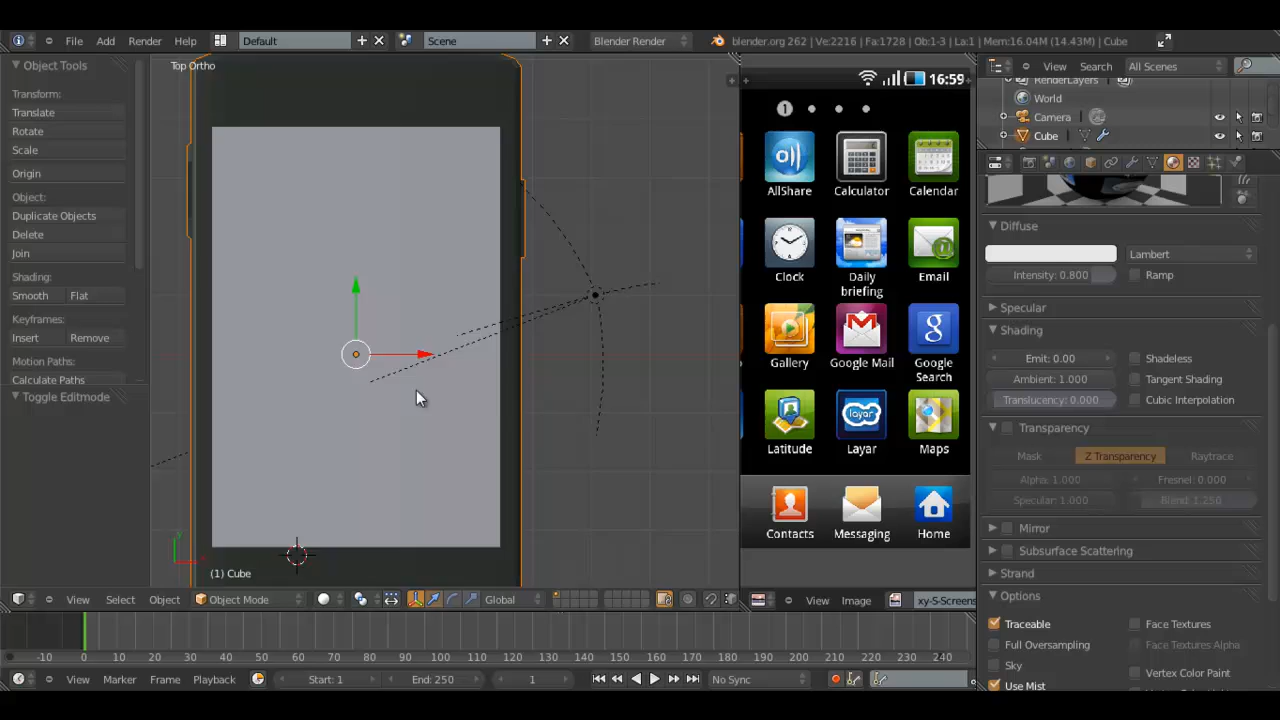 File Add Render Help Default Scene Blender Render blender.org 262 | Ve:2216 | Fa:1728 | Ob:1-3 | La:1 | Mem:16.04M (14.43M) | Cube
Object Tools
Transform:
Translate
Rotate
Scale
Origin
Object:
Duplicate Objects
Delete
Join
Shading:
Smooth Flat
Keyframes:
Insert Remove
Motion Paths:
Calculate Paths
Toggle Editmode
Top Ortho
(1) Cube
View Select Object Object Mode Global
16:59
1
AllShare Calculator Calendar
Clock Daily briefing Email
Gallery Google Mail Google Search
Latitude Layar Maps
Contacts Messaging Home
View Image xy-S-Screens
View Search All Scenes
RenderLayers
World
Camera
Cube
Diffuse
Lambert
Intensity: 0.800 Ramp
Specular
Shading
Emit: 0.00 Shadeless
Ambient: 1.000 Tangent Shading
Translucency: 0.000 Cubic Interpolation
Transparency
Mask Z Transparency Raytrace
Alpha: 1.000 Fresnel: 0.000
Specular: 1.000 Blend: 1.250
Mirror
Subsurface Scattering
Strand
Options
Traceable Face Textures
Full Oversampling Face Textures Alpha
Sky
Vertex Color Paint
Use Mist
-10 0 10 20 30 40 50 60 70 80 90 100 110 120 130 140 150 160 170 180 190 200 210 220 230 240
View Marker Frame Playback Start: 1 End: 250 1 No Sync